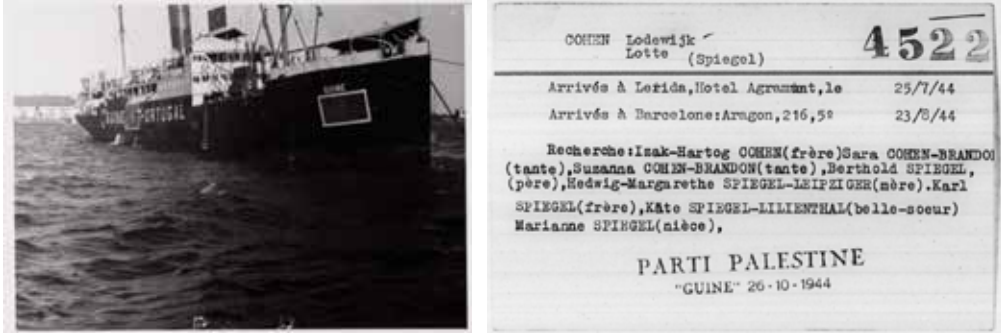 GUINE
GUINE PORTUGAL
COHEN Lodewijk
Lotte (Spiegel)
4522
Arrivés à Lerida,Hotel Agramunt,le 25/7/44
Arrivés à Barcelone:Aragon,216,5º 23/8/44
Recherche:Izak-Hartog COHEN(frère)Sara COHEN-BRANDON
(tante),Suzanna COHEN-BRANDON(tante),Berthold SPIEGEL,
(père),Hedwig-Margarethe SPIEGEL-LEIPZIGER(mère).Karl
SPIEGEL(frère),Käte SPIEGEL-LILIENTHAL(belle-soeur)
Marianne SPIEGEL(nièce),
PARTI PALESTINE
"GUINE" 26-10-1944